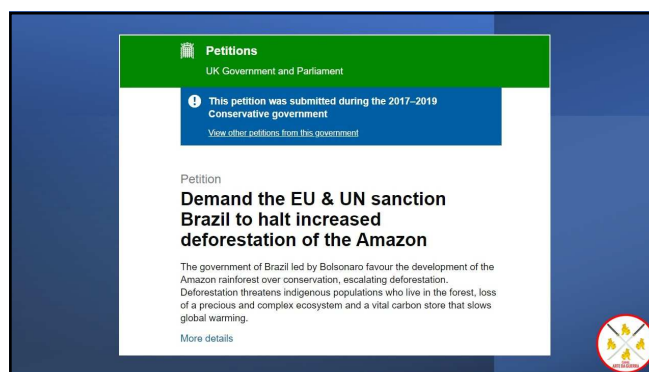 Petitions
UK Government and Parliament
This petition was submitted during the 2017–2019
Conservative government
View other petitions from this government
Petition
Demand the EU & UN sanction
Brazil to halt increased
deforestation of the Amazon
The government of Brazil led by Bolsonaro favour the development of the
Amazon rainforest over conservation, escalating deforestation.
Deforestation threatens indigenous populations who live in the forest, loss
of a precious and complex ecosystem and a vital carbon store that slows
global warming.
More details
ARTE DA GUERRA